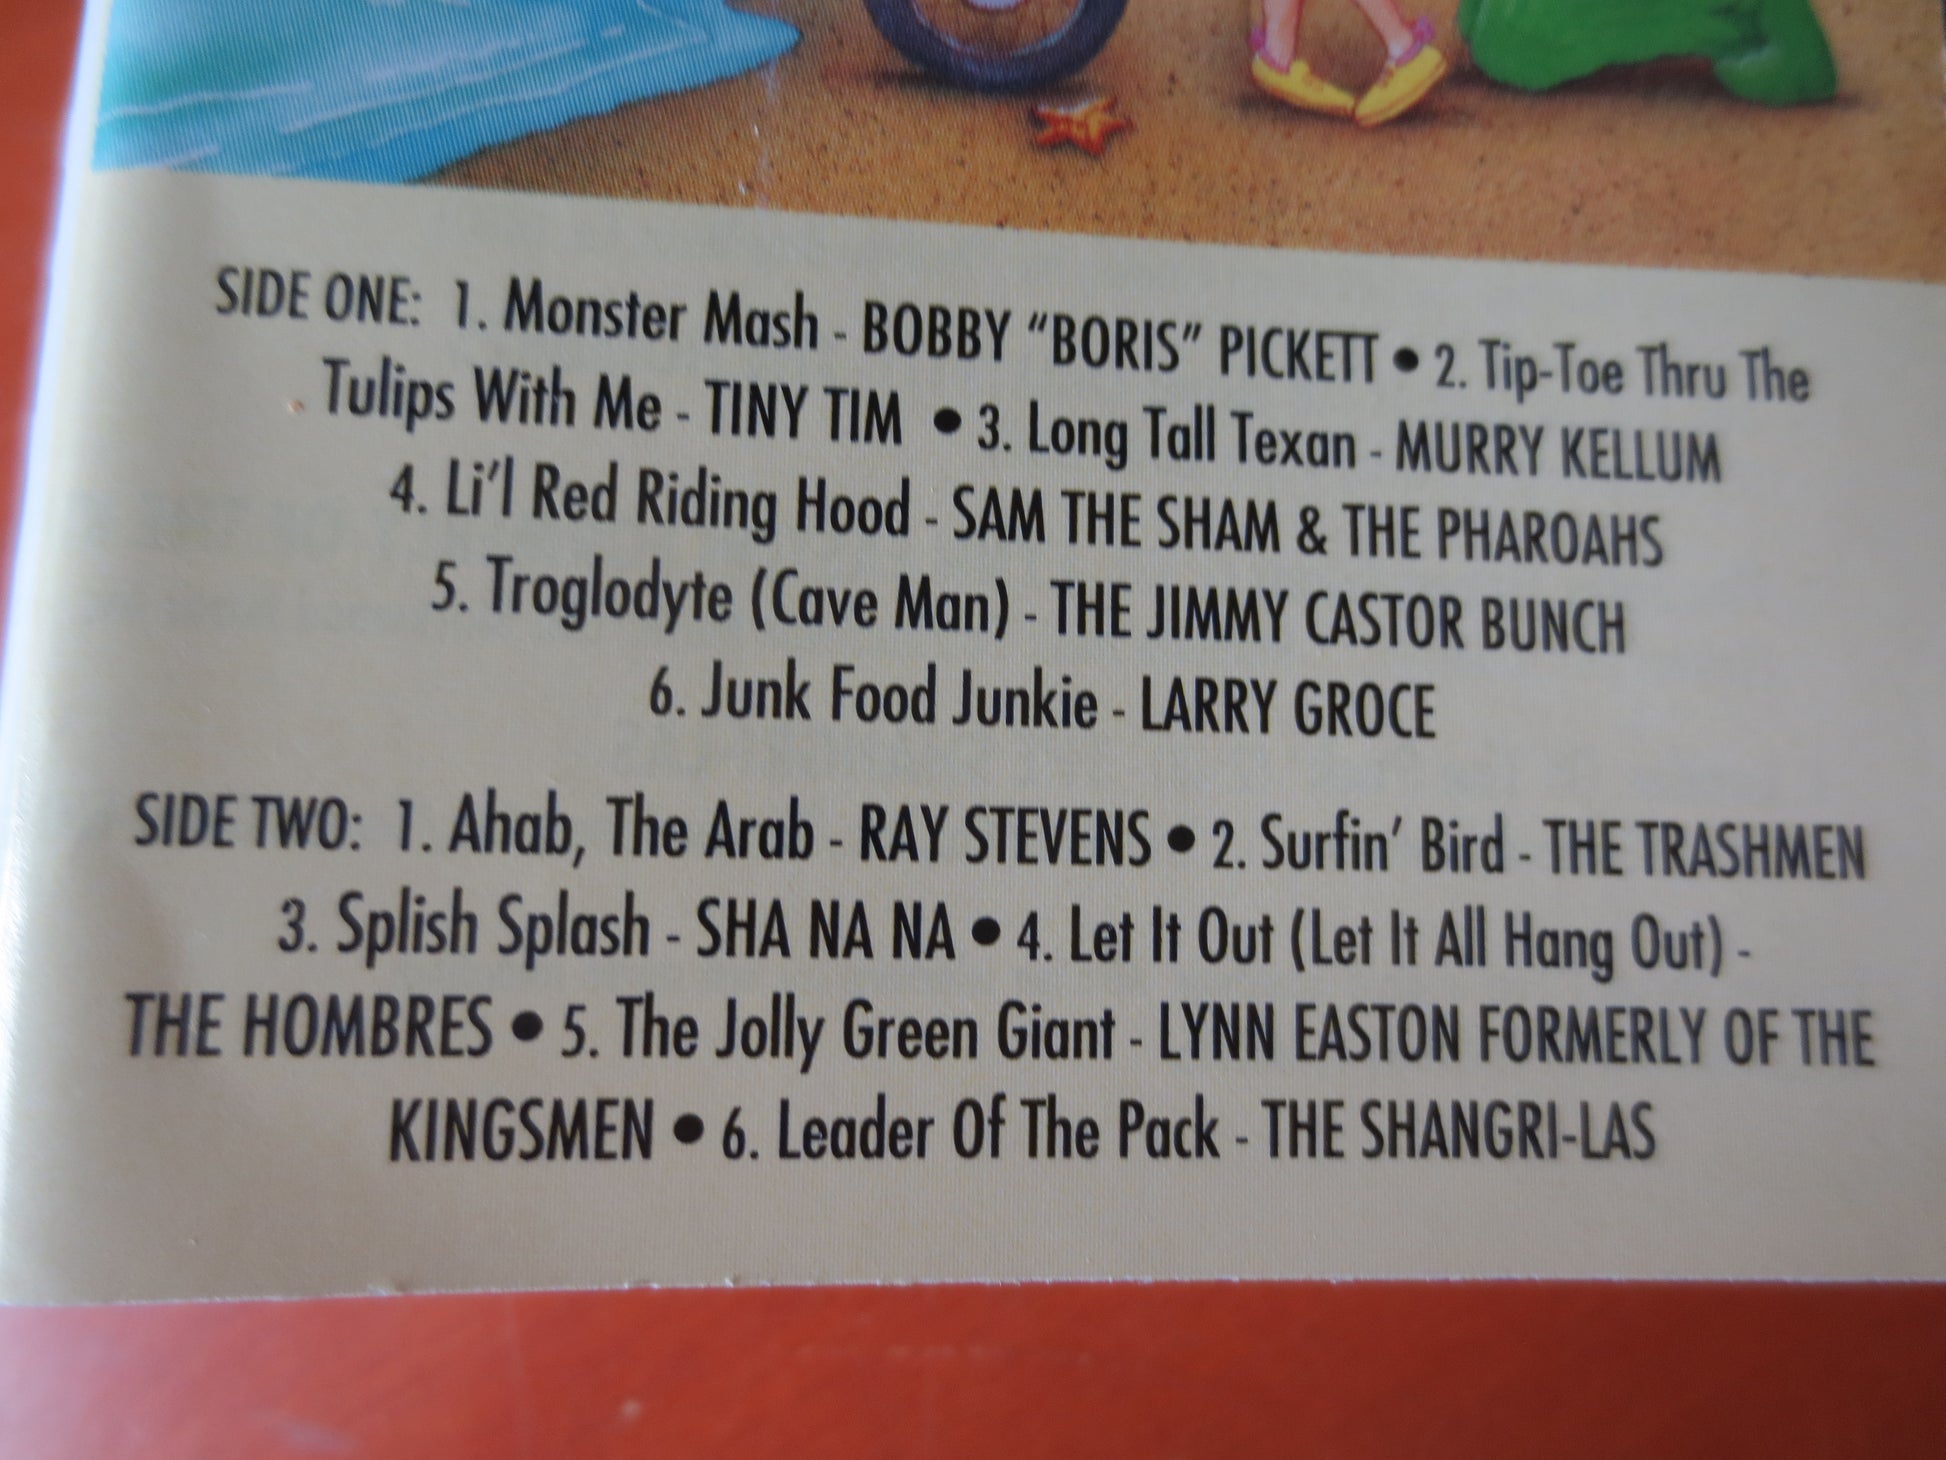 SIDE ONE: 1. Monster Mash - BOBBY “BORIS” PICKETT • 2. Tip-Toe Thru The
Tulips With Me - TINY TIM • 3. Long Tall Texan - MURRY KELLUM
4. Li’l Red Riding Hood - SAM THE SHAM & THE PHAROAHS
5. Troglodyte (Cave Man) - THE JIMMY CASTOR BUNCH
6. Junk Food Junkie - LARRY GROCE
SIDE TWO: 1. Ahab, The Arab - RAY STEVENS • 2. Surfin’ Bird - THE TRASHMEN
3. Splish Splash - SHA NA NA • 4. Let It Out (Let It All Hang Out) -
THE HOMBRES • 5. The Jolly Green Giant - LYNN EASTON FORMERLY OF THE
KINGSMEN • 6. Leader Of The Pack - THE SHANGRI-LAS